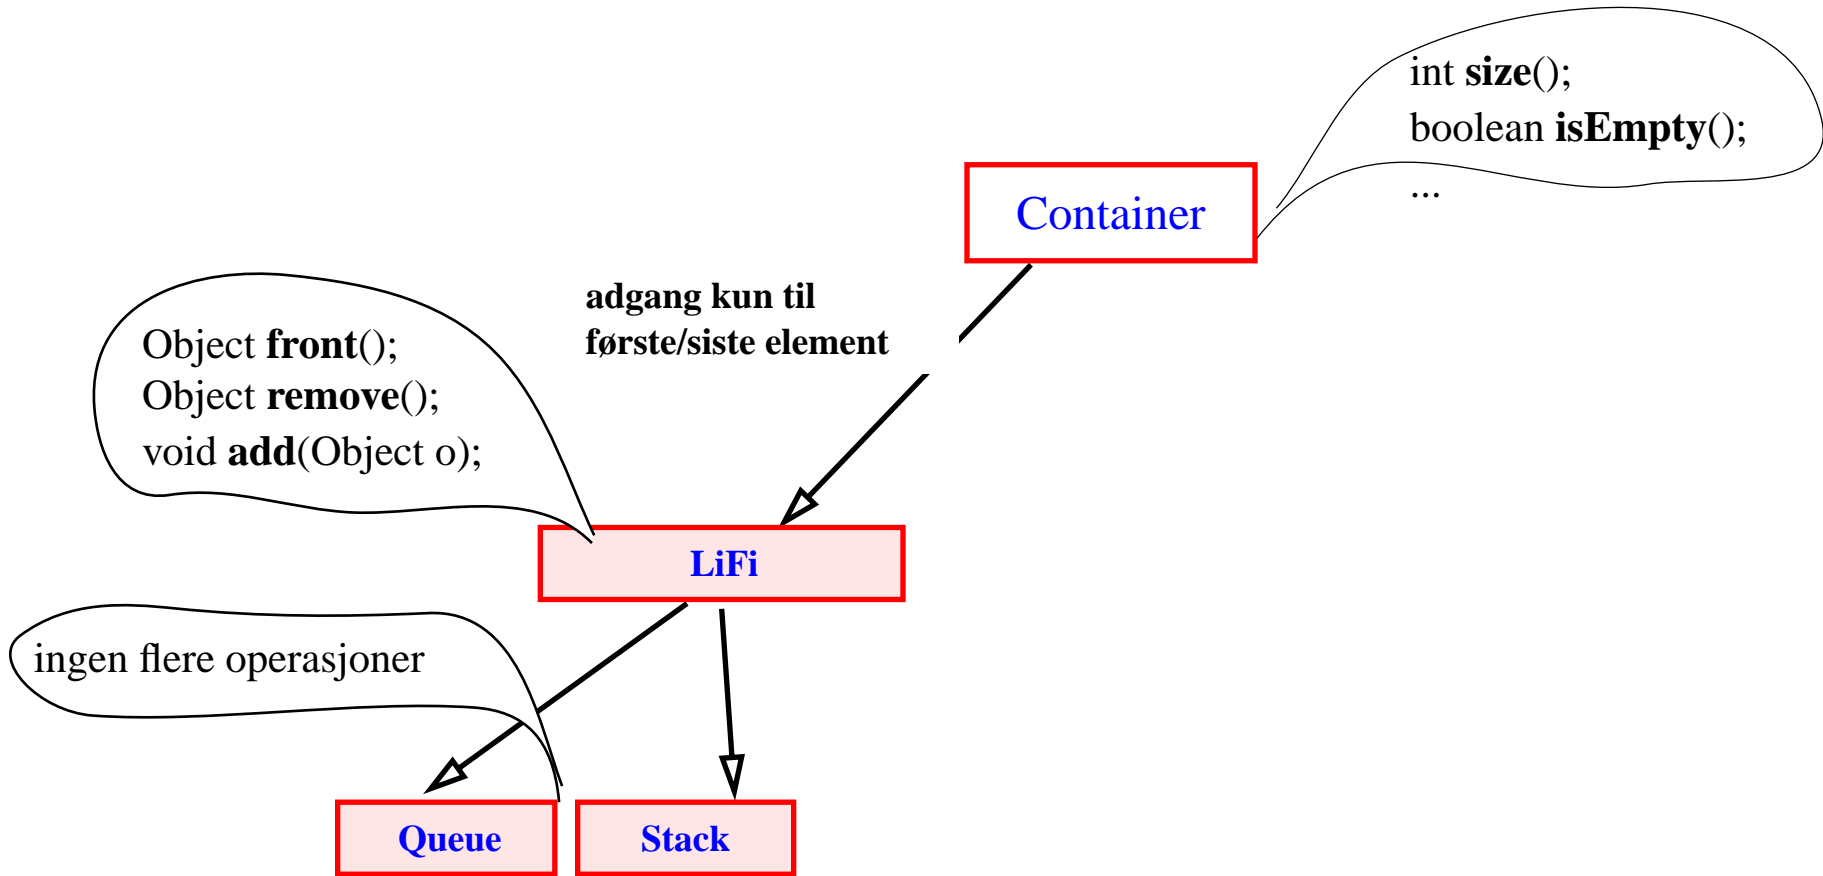 int size();
boolean isEmpty();
...
Container
adgang kun til
første/siste element
Object front();
Object remove();
void add(Object o);
LiFi
ingen flere operasjoner
Queue
Stack